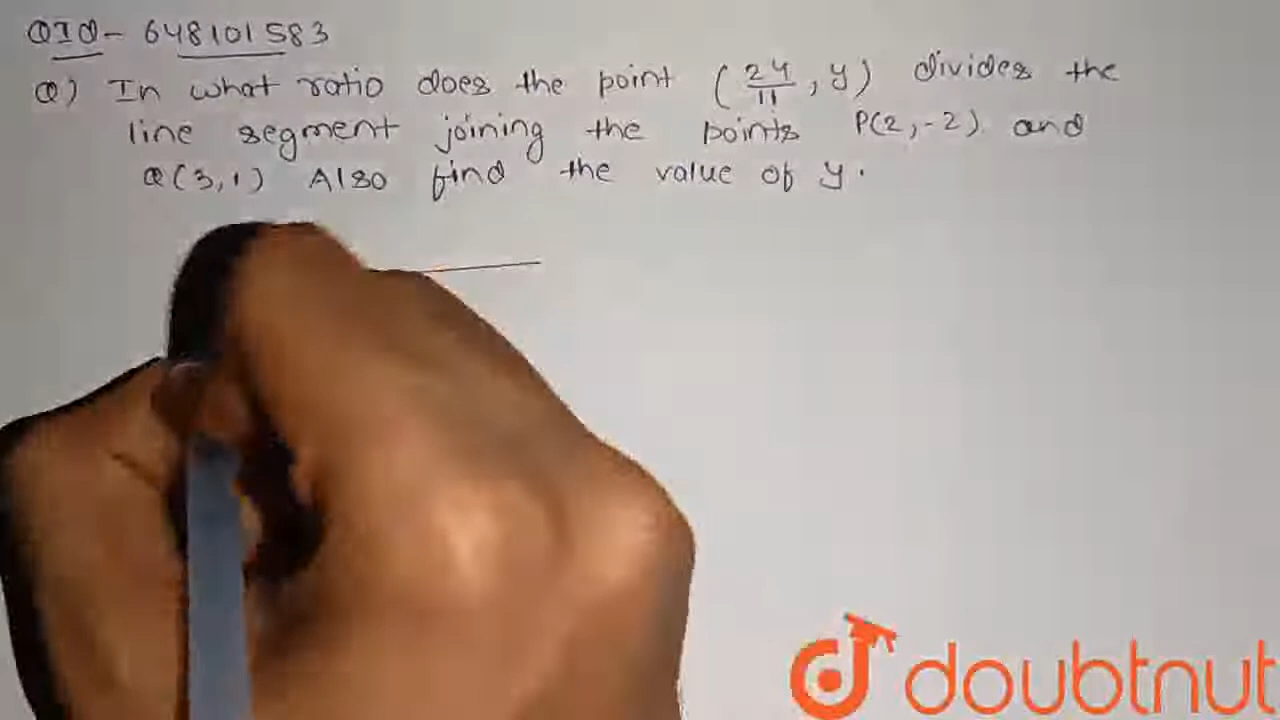 QID- 648101583
Q) In what ratio does the point (24/11, y) divides the
line segment joining the points P(2,-2) and
Q(3,1) Also find the value of y.
doubtnut